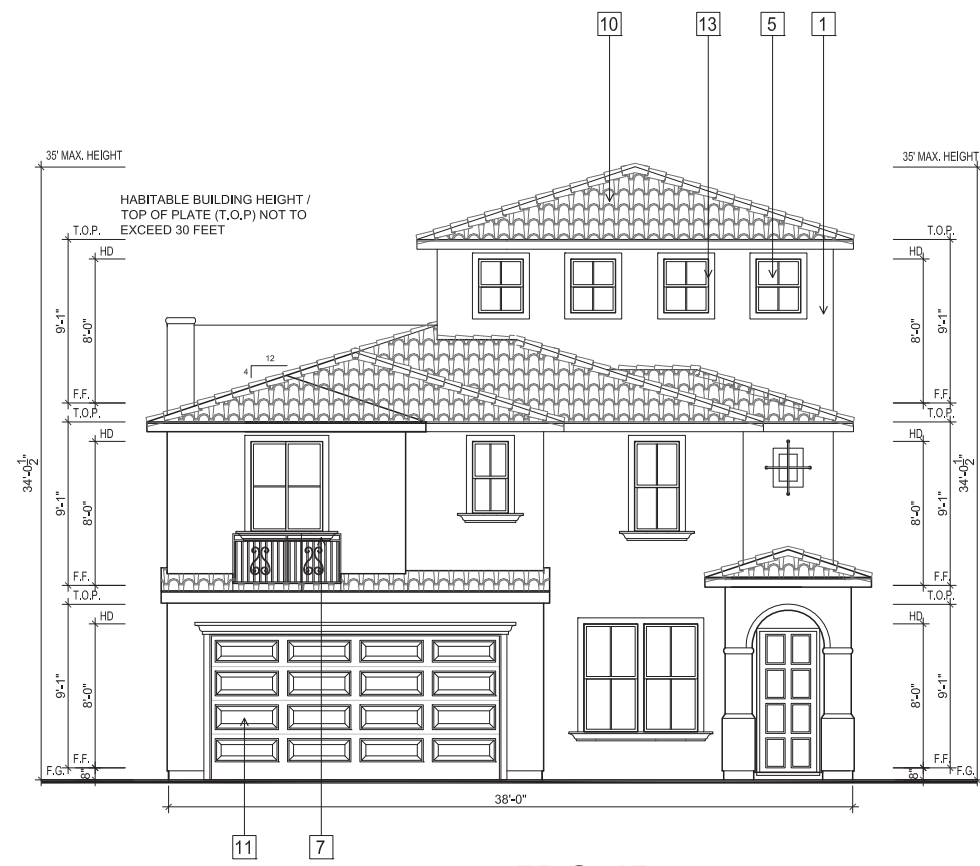 10 13 5 1
35' MAX. HEIGHT
35' MAX. HEIGHT
HABITABLE BUILDING HEIGHT /
TOP OF PLATE (T.O.P) NOT TO
EXCEED 30 FEET
T.O.P.
HD
9'-1"
8'-0"
F.F.
T.O.P.
HD
9'-1"
8'-0"
F.F.
T.O.P.
HD
9'-1"
8'-0"
F.F.
F.G.
8"
34'-0½"
12
4
T.O.P.
HD
8'-0"
9'-1"
F.F.
T.O.P.
HD
8'-0"
9'-1"
F.F.
T.O.P.
HD
8'-0"
9'-1"
F.F.
F.G.
8"
34'-0½"
38'-0"
11 7